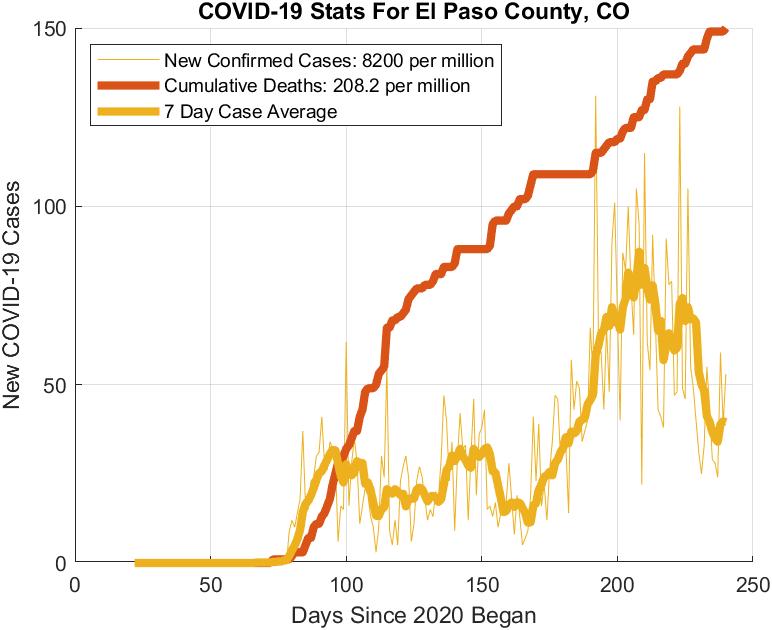 COVID-19 Stats For El Paso County, CO
New Confirmed Cases: 8200 per million
Cumulative Deaths: 208.2 per million
7 Day Case Average
New COVID-19 Cases
150
100
50
0
0 50 100 150 200 250
Days Since 2020 Began